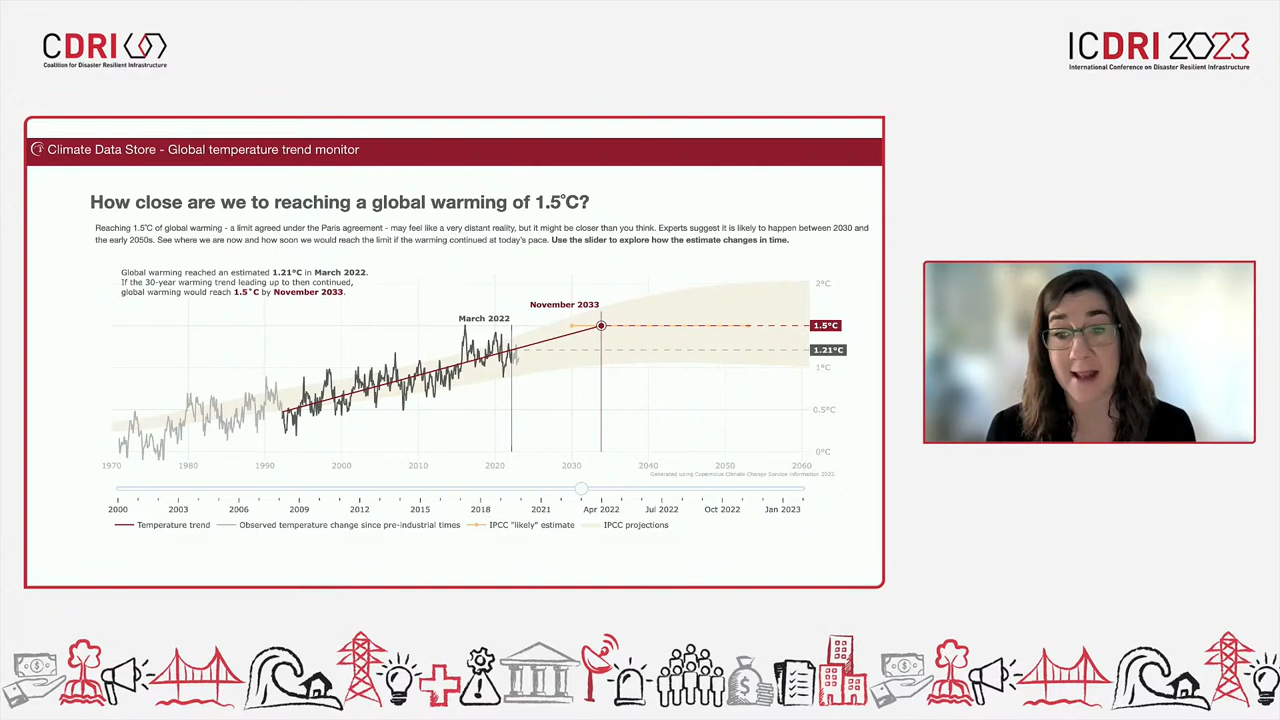 CDRI
Coalition for Disaster Resilient Infrastructure
ICDRI 2023
International Conference on Disaster Resilient Infrastructure
Climate Data Store - Global temperature trend monitor
How close are we to reaching a global warming of 1.5˚C?
Reaching 1.5˚C of global warming - a limit agreed under the Paris agreement - may feel like a very distant reality, but it might be closer than you think. Experts suggest it is likely to happen between 2030 and
the early 2050s. See where we are now and how soon we would reach the limit if the warming continued at today's pace. Use the slider to explore how the estimate changes in time.
Global warming reached an estimated 1.21°C in March 2022.
If the 30-year warming trend leading up to then continued,
global warming would reach 1.5˚C by November 2033.
2°C
November 2033
March 2022
1.5°C
1.21°C
1°C
0.5°C
0°C
1970 1980 1990 2000 2010 2020 2030 2040 2050 2060
Generated using Copernicus Climate Change Service information 2023.
2000 2003 2006 2009 2012 2015 2018 2021 Apr 2022 Jul 2022 Oct 2022 Jan 2023
Temperature trend Observed temperature change since pre-industrial times IPCC "likely" estimate IPCC projections